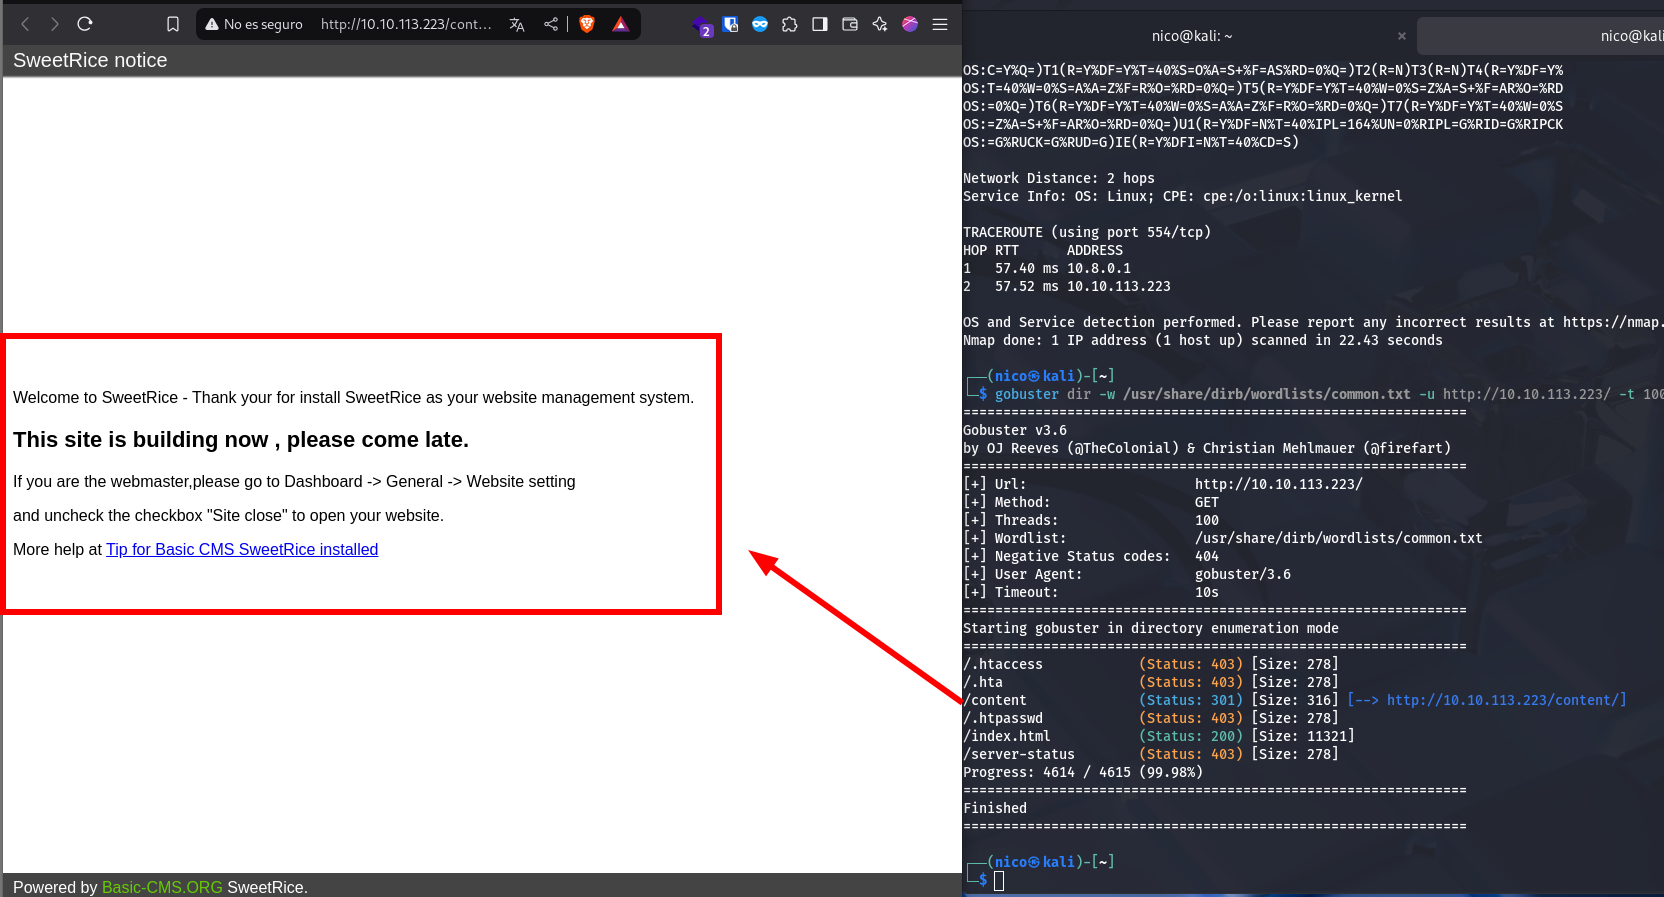 No es seguro http://10.10.113.223/cont...
2
SweetRice notice
Welcome to SweetRice - Thank your for install SweetRice as your website management system.
This site is building now , please come late.
If you are the webmaster,please go to Dashboard -> General -> Website setting
and uncheck the checkbox "Site close" to open your website.
More help at Tip for Basic CMS SweetRice installed
Powered by Basic-CMS.ORG SweetRice.
nico@kali: ~ × nico@kali
OS:C=Y%Q=)T1(R=Y%DF=Y%T=40%S=O%A=S+%F=AS%RD=0%Q=)T2(R=N)T3(R=N)T4(R=Y%DF=Y%
OS:T=40%W=0%S=A%A=Z%F=R%O=%RD=0%Q=)T5(R=Y%DF=Y%T=40%W=0%S=Z%A=S+%F=AR%O=%RD
OS:=0%Q=)T6(R=Y%DF=Y%T=40%W=0%S=A%A=Z%F=R%O=%RD=0%Q=)T7(R=Y%DF=Y%T=40%W=0%S
OS:=Z%A=S+%F=AR%O=%RD=0%Q=)U1(R=Y%DF=N%T=40%IPL=164%UN=0%RIPL=G%RID=G%RIPCK
OS:=G%RUCK=G%RUD=G)IE(R=Y%DFI=N%T=40%CD=S)
Network Distance: 2 hops
Service Info: OS: Linux; CPE: cpe:/o:linux:linux_kernel
TRACEROUTE (using port 554/tcp)
HOP RTT ADDRESS
1 57.40 ms 10.8.0.1
2 57.52 ms 10.10.113.223
OS and Service detection performed. Please report any incorrect results at https://nmap.
Nmap done: 1 IP address (1 host up) scanned in 22.43 seconds
┌──(nico㉿kali)-[~]
└─$ gobuster dir -w /usr/share/dirb/wordlists/common.txt -u http://10.10.113.223/ -t 100
===============================================================
Gobuster v3.6
by OJ Reeves (@TheColonial) & Christian Mehlmauer (@firefart)
===============================================================
[+] Url: http://10.10.113.223/
[+] Method: GET
[+] Threads: 100
[+] Wordlist: /usr/share/dirb/wordlists/common.txt
[+] Negative Status codes: 404
[+] User Agent: gobuster/3.6
[+] Timeout: 10s
===============================================================
Starting gobuster in directory enumeration mode
===============================================================
/.htaccess (Status: 403) [Size: 278]
/.hta (Status: 403) [Size: 278]
/content (Status: 301) [Size: 316] [--> http://10.10.113.223/content/]
/.htpasswd (Status: 403) [Size: 278]
/index.html (Status: 200) [Size: 11321]
/server-status (Status: 403) [Size: 278]
Progress: 4614 / 4615 (99.98%)
===============================================================
Finished
===============================================================
┌──(nico㉿kali)-[~]
└─$